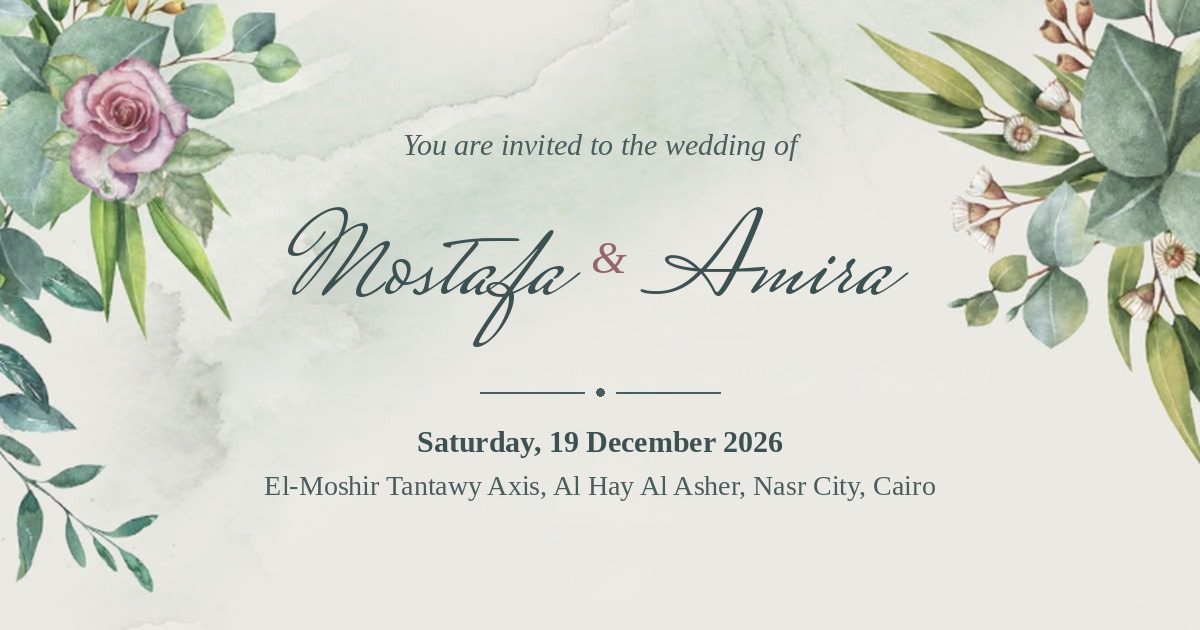 You are invited to the wedding of
Mostafa & Amira
Saturday, 19 December 2026
El-Moshir Tantawy Axis, Al Hay Al Asher, Nasr City, Cairo